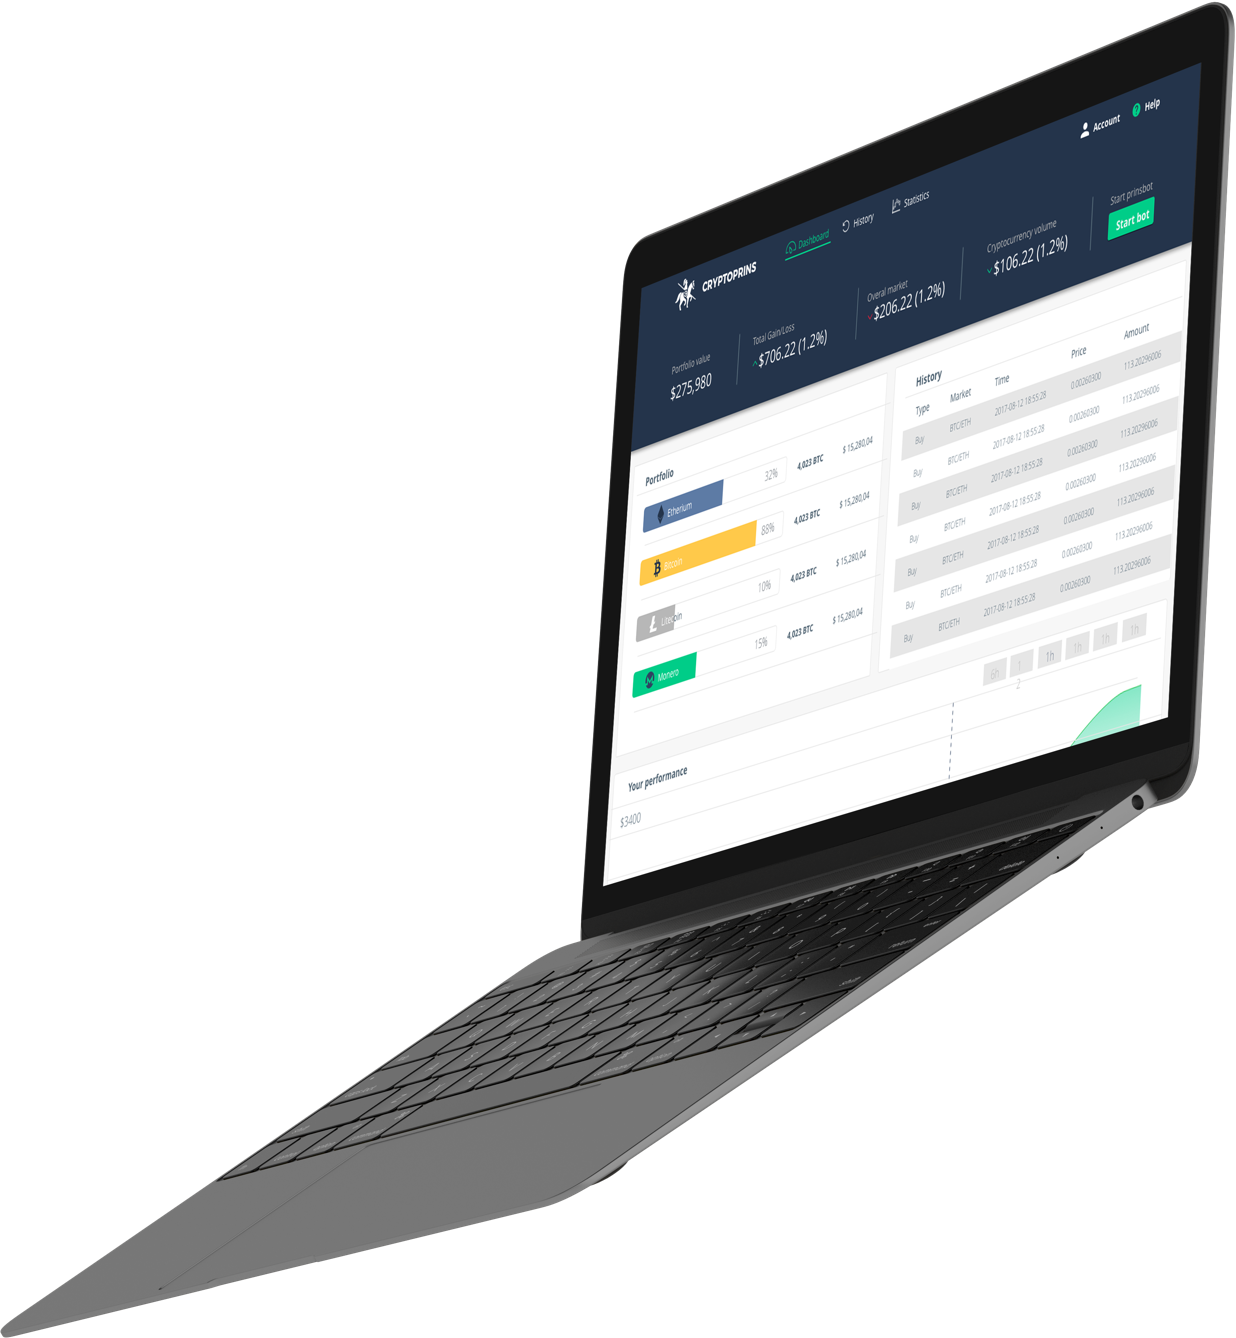 Account
Help
CRYPTOPRINS
Dashboard
History
Statistics
Portfolio value
$275,980
Total Gain/Loss
$706.22 (1.2%)
Overal market
$206.22 (1.2%)
Cryptocurrency volume
$106.22 (1.2%)
Start prinsbot
Start bot
Portfolio
Etherium 32% 4,023 BTC $ 15,280,04
Bitcoin 88% 4,023 BTC $ 15,280,04
Litecoin 10% 4,023 BTC $ 15,280,04
Monero 15% 4,023 BTC $ 15,280,04
History
Type Market Time Price Amount
Buy BTC/ETH 2017-08-12 18:55:28 0.00260300 113.20296006
Buy BTC/ETH 2017-08-12 18:55:28 0.00260300 113.20296006
Buy BTC/ETH 2017-08-12 18:55:28 0.00260300 113.20296006
Buy BTC/ETH 2017-08-12 18:55:28 0.00260300 113.20296006
Buy BTC/ETH 2017-08-12 18:55:28 0.00260300 113.20296006
Buy BTC/ETH 2017-08-12 18:55:28 0.00260300 113.20296006
Buy BTC/ETH 2017-08-12 18:55:28 0.00260300 113.20296006
6h 1 1h 1h 1h 1h
2
Your performance
$3400